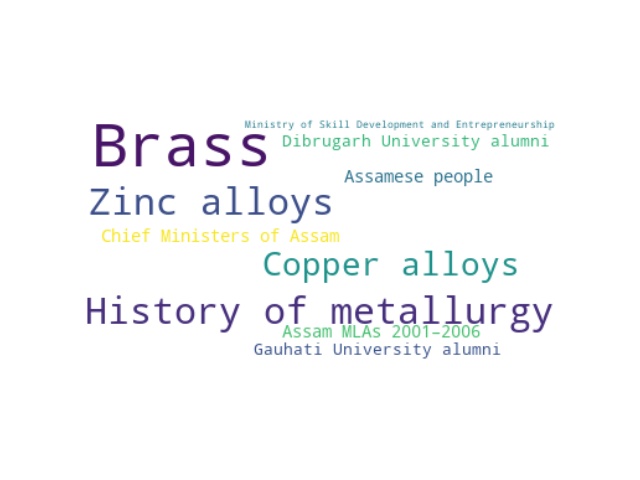 Ministry of Skill Development and Entrepreneurship
Brass
Dibrugarh University alumni
Assamese people
Zinc alloys
Chief Ministers of Assam
Copper alloys
History of metallurgy
Assam MLAs 2001–2006
Gauhati University alumni